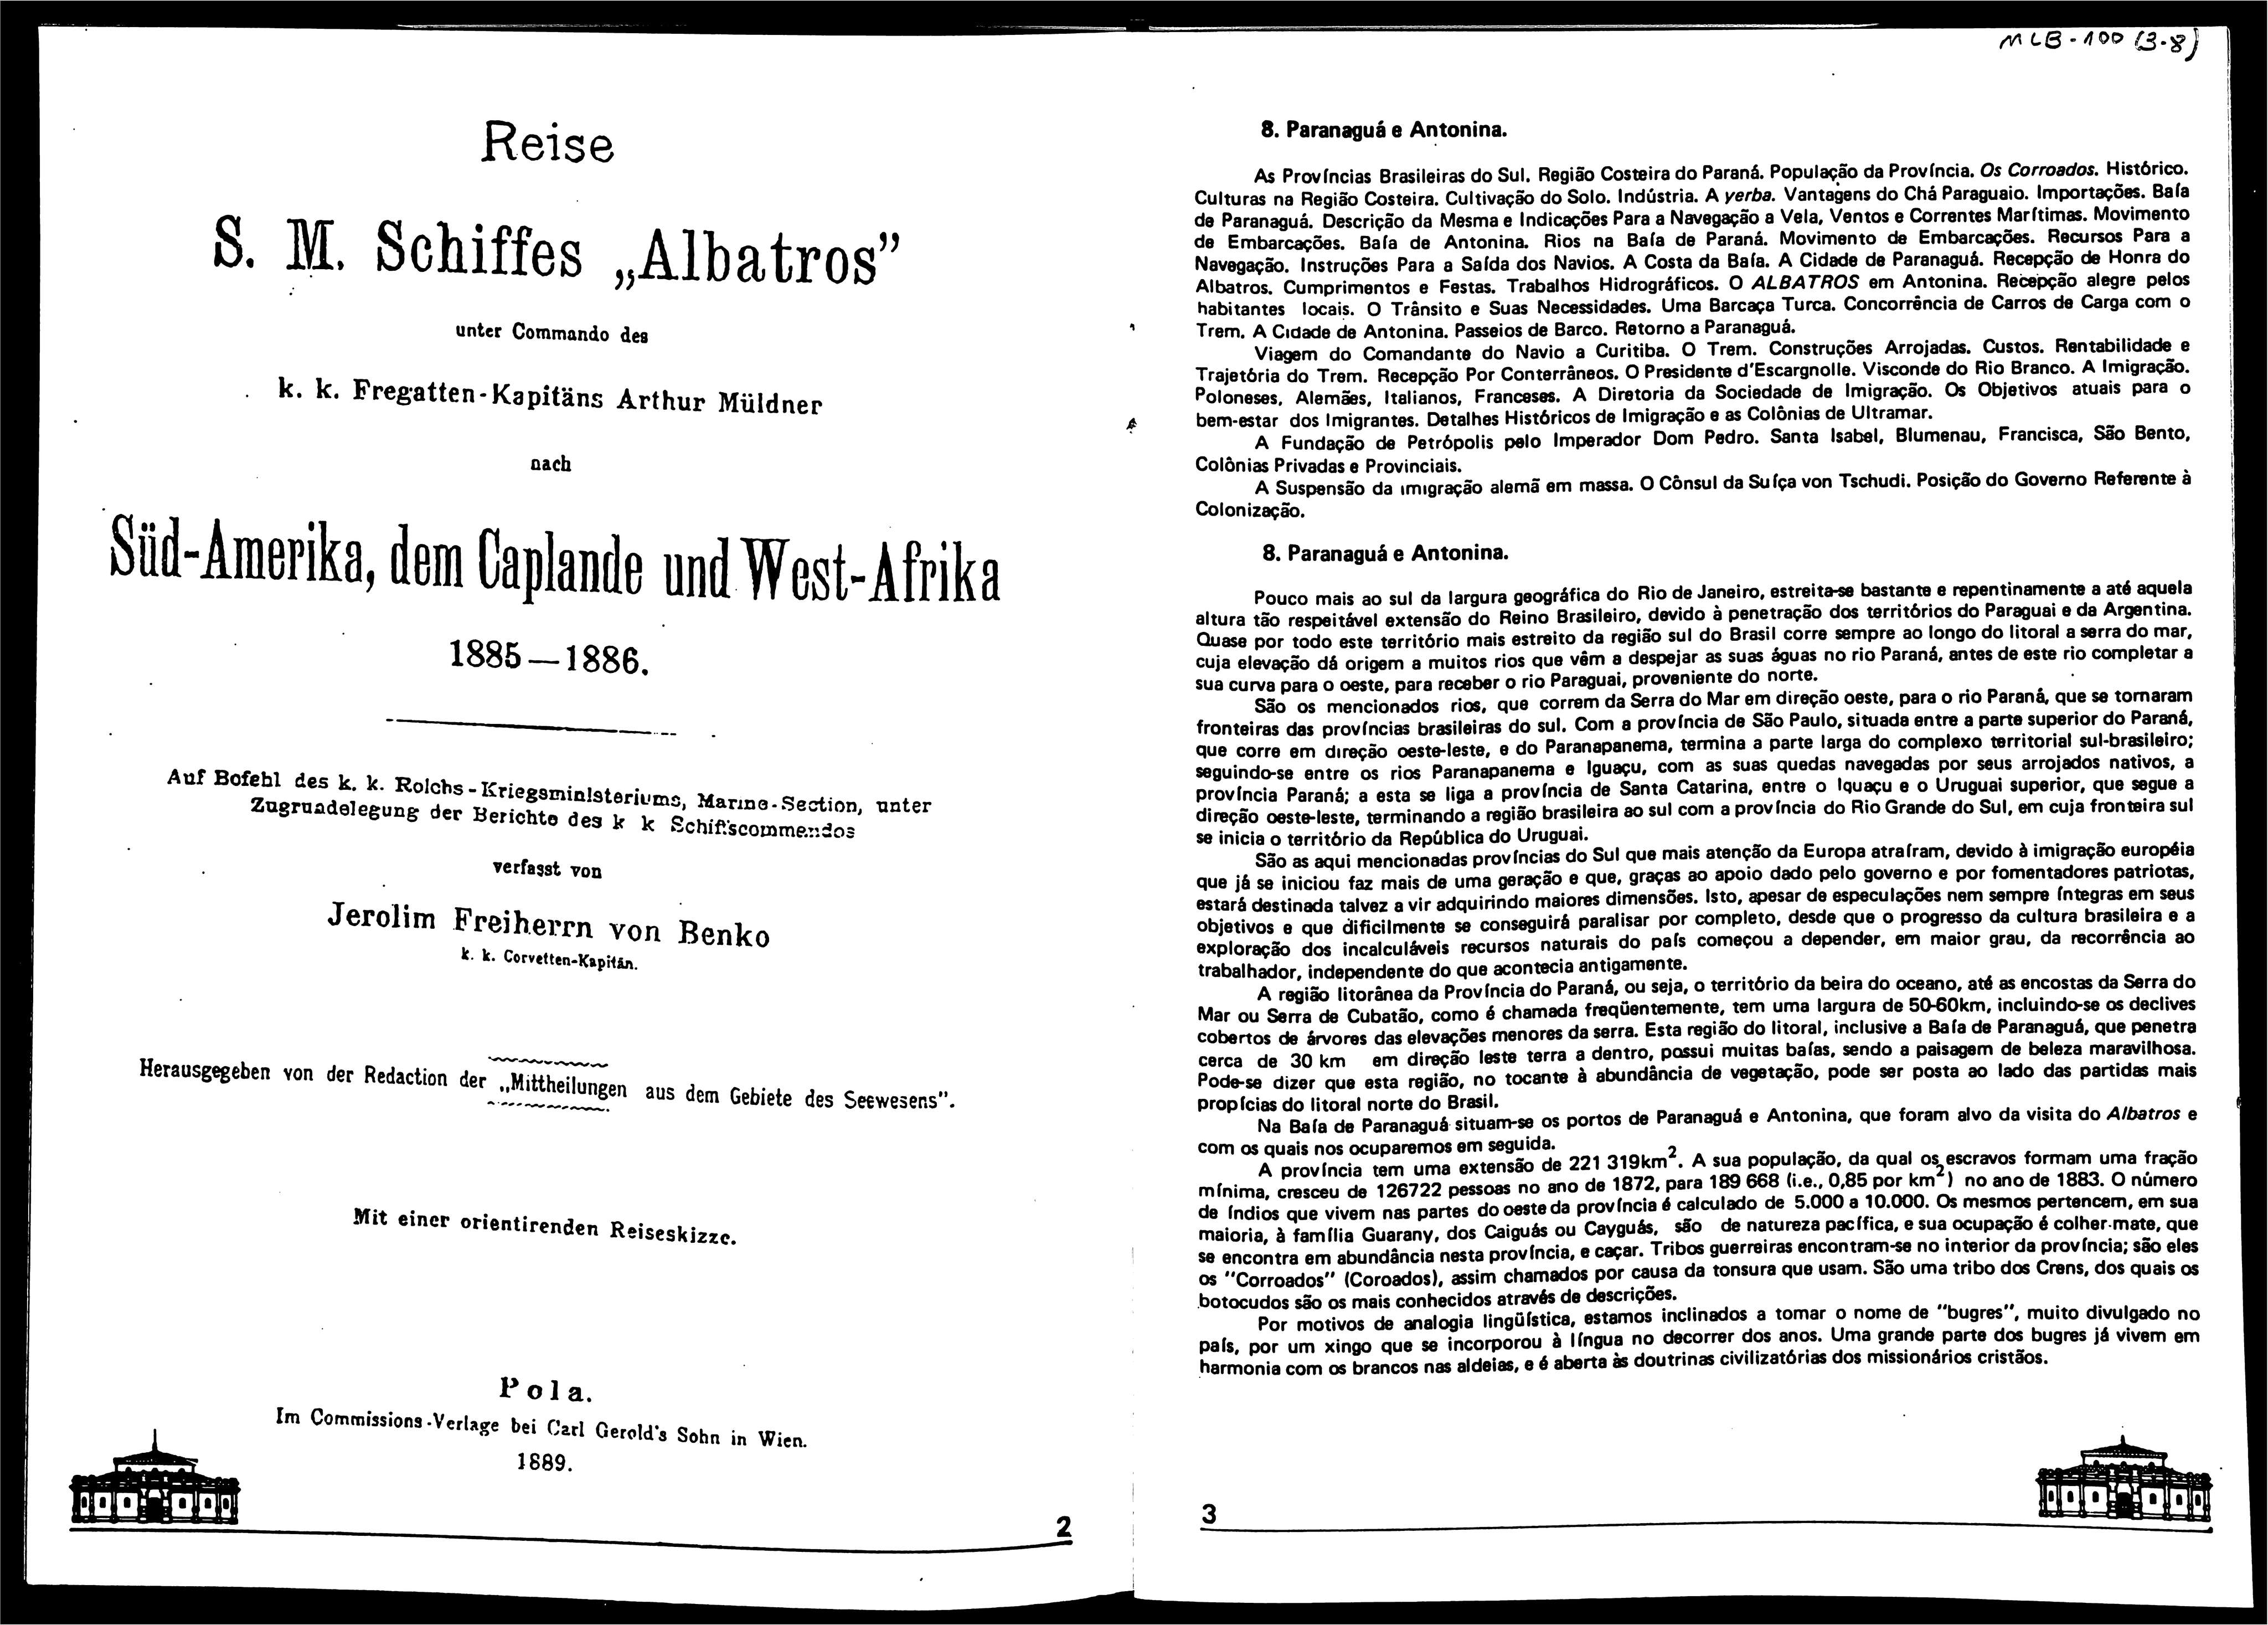 Reise
S. M. Schiffes „Albatros”
unter Commando des
k. k. Fregatten-Kapitäns Arthur Müldner
nach
Süd-Amerika, dem Caplande und West-Afrika
1885—1886.
Auf Befehl des k. k. Reichs-Kriegsministeriums, Marine-Section, unter
Zugrundelegung der Berichte des k k Schiffscommandos
verfasst von
Jerolim Freiherrn von Benko
k. k. Corvetten-Kapitän.
Herausgegeben von der Redaction der „Mittheilungen aus dem Gebiete des Seewesens”.
Mit einer orientirenden Reiseskizze.
Pola.
Im Commissions-Verlage bei Carl Gerold's Sohn in Wien.
1889.
2
MLB-100 (3-8)
8. Paranaguá e Antonina.
As Províncias Brasileiras do Sul. Região Costeira do Paraná. População da Província. Os Corroados. Histórico.
Culturas na Região Costeira. Cultivação do Solo. Indústria. A yerba. Vantagens do Chá Paraguaio. Importações. Baía
de Paranaguá. Descrição da Mesma e Indicações Para a Navegação a Vela, Ventos e Correntes Marítimas. Movimento
de Embarcações. Baía de Antonina. Rios na Baía de Paraná. Movimento de Embarcações. Recursos Para a
Navegação. Instruções Para a Saída dos Navios. A Costa da Baía. A Cidade de Paranaguá. Recepção de Honra do
Albatros. Cumprimentos e Festas. Trabalhos Hidrográficos. O ALBATROS em Antonina. Recepção alegre pelos
habitantes locais. O Trânsito e Suas Necessidades. Uma Barcaça Turca. Concorrência de Carros de Carga com o
Trem. A Cidade de Antonina. Passeios de Barco. Retorno a Paranaguá.
Viagem do Comandante do Navio a Curitiba. O Trem. Construções Arrojadas. Custos. Rentabilidade e
Trajetória do Trem. Recepção Por Conterrâneos. O Presidente d'Escargnolle. Visconde do Rio Branco. A Imigração.
Poloneses, Alemães, Italianos, Franceses. A Diretoria da Sociedade de Imigração. Os Objetivos atuais para o
bem-estar dos Imigrantes. Detalhes Históricos de Imigração e as Colônias de Ultramar.
A Fundação de Petrópolis pelo Imperador Dom Pedro. Santa Isabel, Blumenau, Francisca, São Bento,
Colônias Privadas e Provinciais.
A Suspensão da imigração alemã em massa. O Cônsul da Suíça von Tschudi. Posição do Governo Referente à
Colonização.
8. Paranaguá e Antonina.
Pouco mais ao sul da largura geográfica do Rio de Janeiro, estreita-se bastante e repentinamente a até aquela
altura tão respeitável extensão do Reino Brasileiro, devido à penetração dos territórios do Paraguai e da Argentina.
Quase por todo este território mais estreito da região sul do Brasil corre sempre ao longo do litoral a serra do mar,
cuja elevação dá origem a muitos rios que vêm a despejar as suas águas no rio Paraná, antes de este rio completar a
sua curva para o oeste, para receber o rio Paraguai, proveniente do norte.
São os mencionados rios, que correm da Serra do Mar em direção oeste, para o rio Paraná, que se tornaram
fronteiras das províncias brasileiras do sul. Com a província de São Paulo, situada entre a parte superior do Paraná,
que corre em direção oeste-leste, e do Paranapanema, termina a parte larga do complexo territorial sul-brasileiro;
seguindo-se entre os rios Paranapanema e Iguaçu, com as suas quedas navegadas por seus arrojados nativos, a
província Paraná; a esta se liga a província de Santa Catarina, entre o Iquaçu e o Uruguai superior, que segue a
direção oeste-leste, terminando a região brasileira ao sul com a província do Rio Grande do Sul, em cuja fronteira sul
se inicia o território da República do Uruguai.
São as aqui mencionadas províncias do Sul que mais atenção da Europa atraíram, devido à imigração européia
que já se iniciou faz mais de uma geração e que, graças ao apoio dado pelo governo e por fomentadores patriotas,
estará destinada talvez a vir adquirindo maiores dimensões. Isto, apesar de especulações nem sempre íntegras em seus
objetivos e que dificilmente se conseguirá paralisar por completo, desde que o progresso da cultura brasileira e a
exploração dos incalculáveis recursos naturais do país começou a depender, em maior grau, da recorrência ao
trabalhador, independente do que acontecia antigamente.
A região litorânea da Província do Paraná, ou seja, o território da beira do oceano, até as encostas da Serra do
Mar ou Serra de Cubatão, como é chamada freqüentemente, tem uma largura de 50-60km, incluindo-se os declives
cobertos de árvores das elevações menores da serra. Esta região do litoral, inclusive a Baía de Paranaguá, que penetra
cerca de 30 km em direção leste terra a dentro, possui muitas baías, sendo a paisagem de beleza maravilhosa.
Pode-se dizer que esta região, no tocante à abundância de vegetação, pode ser posta ao lado das partidas mais
propícias do litoral norte do Brasil.
Na Baía de Paranaguá situam-se os portos de Paranaguá e Antonina, que foram alvo da visita do Albatros e
com os quais nos ocuparemos em seguida.
A província tem uma extensão de 221 319km². A sua população, da qual os escravos formam uma fração
mínima, cresceu de 126722 pessoas no ano de 1872, para 189 668 (i.e., 0,85 por km²) no ano de 1883. O número
de índios que vivem nas partes do oeste da província é calculado de 5.000 a 10.000. Os mesmos pertencem, em sua
maioria, à família Guarany, dos Caiguás ou Cayguás, são de natureza pacífica, e sua ocupação é colher mate, que
se encontra em abundância nesta província, e caçar. Tribos guerreiras encontram-se no interior da província; são eles
os "Corroados" (Coroados), assim chamados por causa da tonsura que usam. São uma tribo dos Crens, dos quais os
botocudos são os mais conhecidos através de descrições.
Por motivos de analogia lingüística, estamos inclinados a tomar o nome de "bugres", muito divulgado no
país, por um xingo que se incorporou à língua no decorrer dos anos. Uma grande parte dos bugres já vivem em
harmonia com os brancos nas aldeias, e é aberta às doutrinas civilizatórias dos missionários cristãos.
3